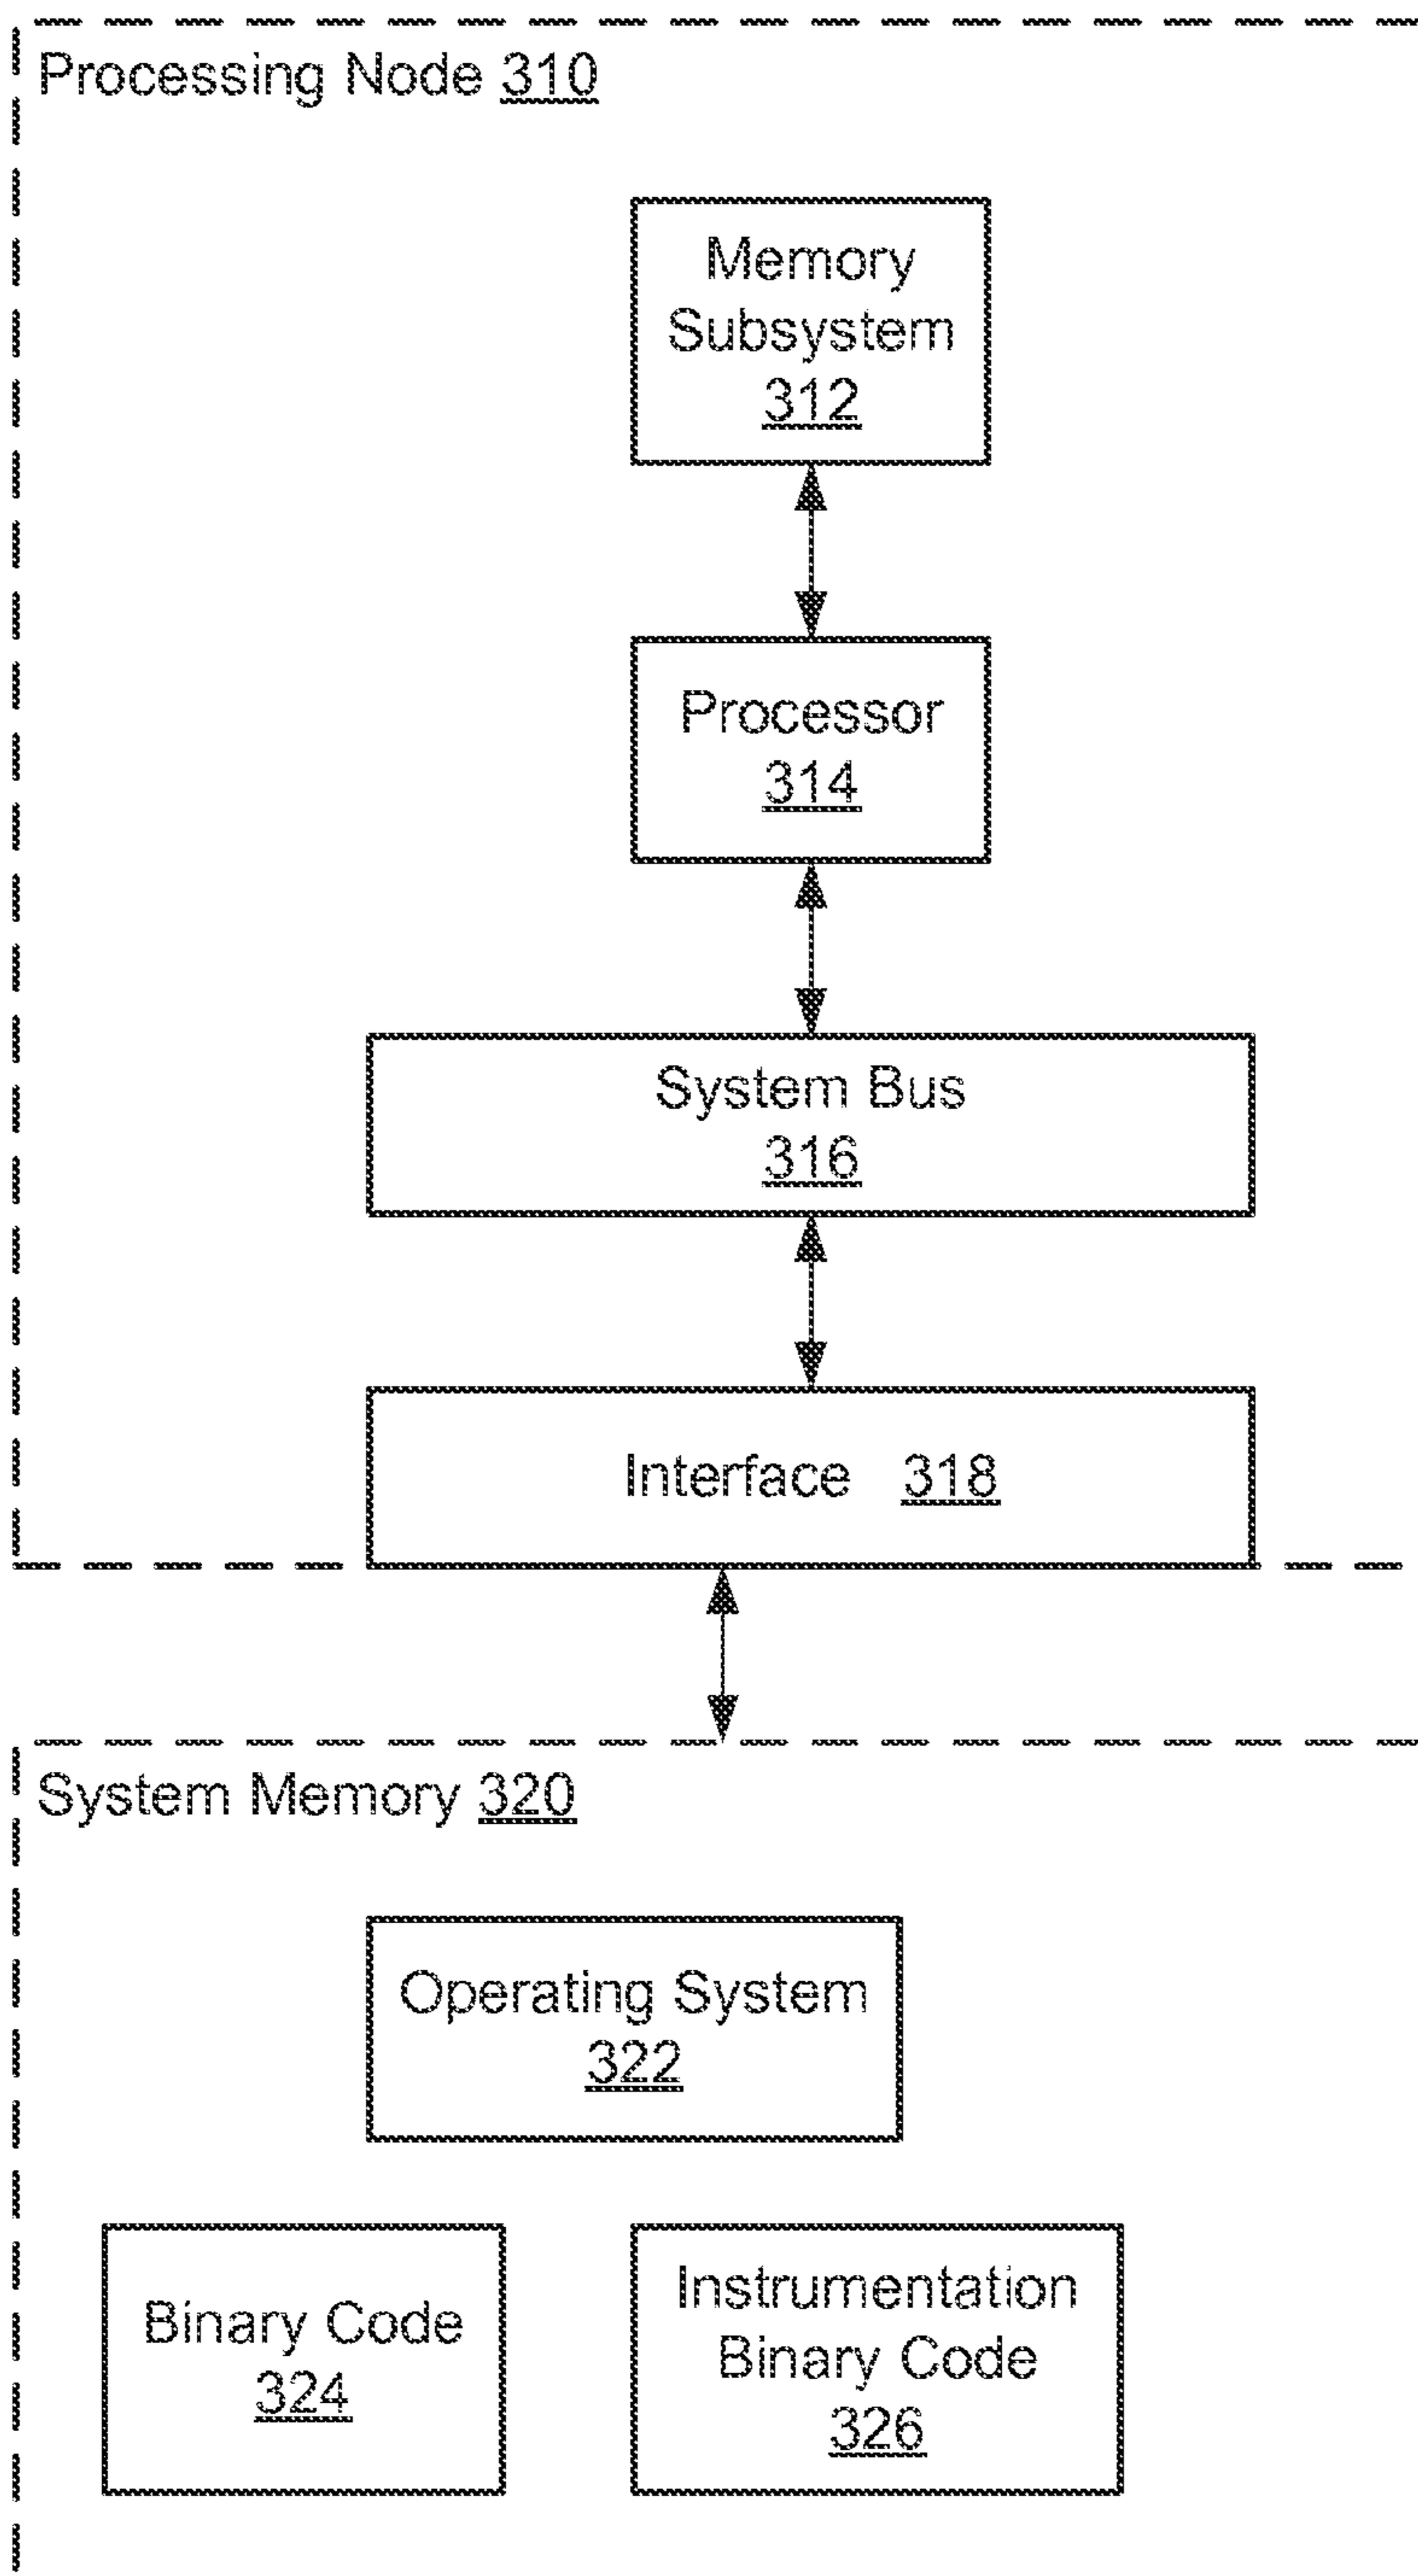 Processing Node 310
Memory
Subsystem
312
Processor
314
System Bus
316
Interface 318
System Memory 320
Operating System
322
Binary Code
324
Instrumentation
Binary Code
326